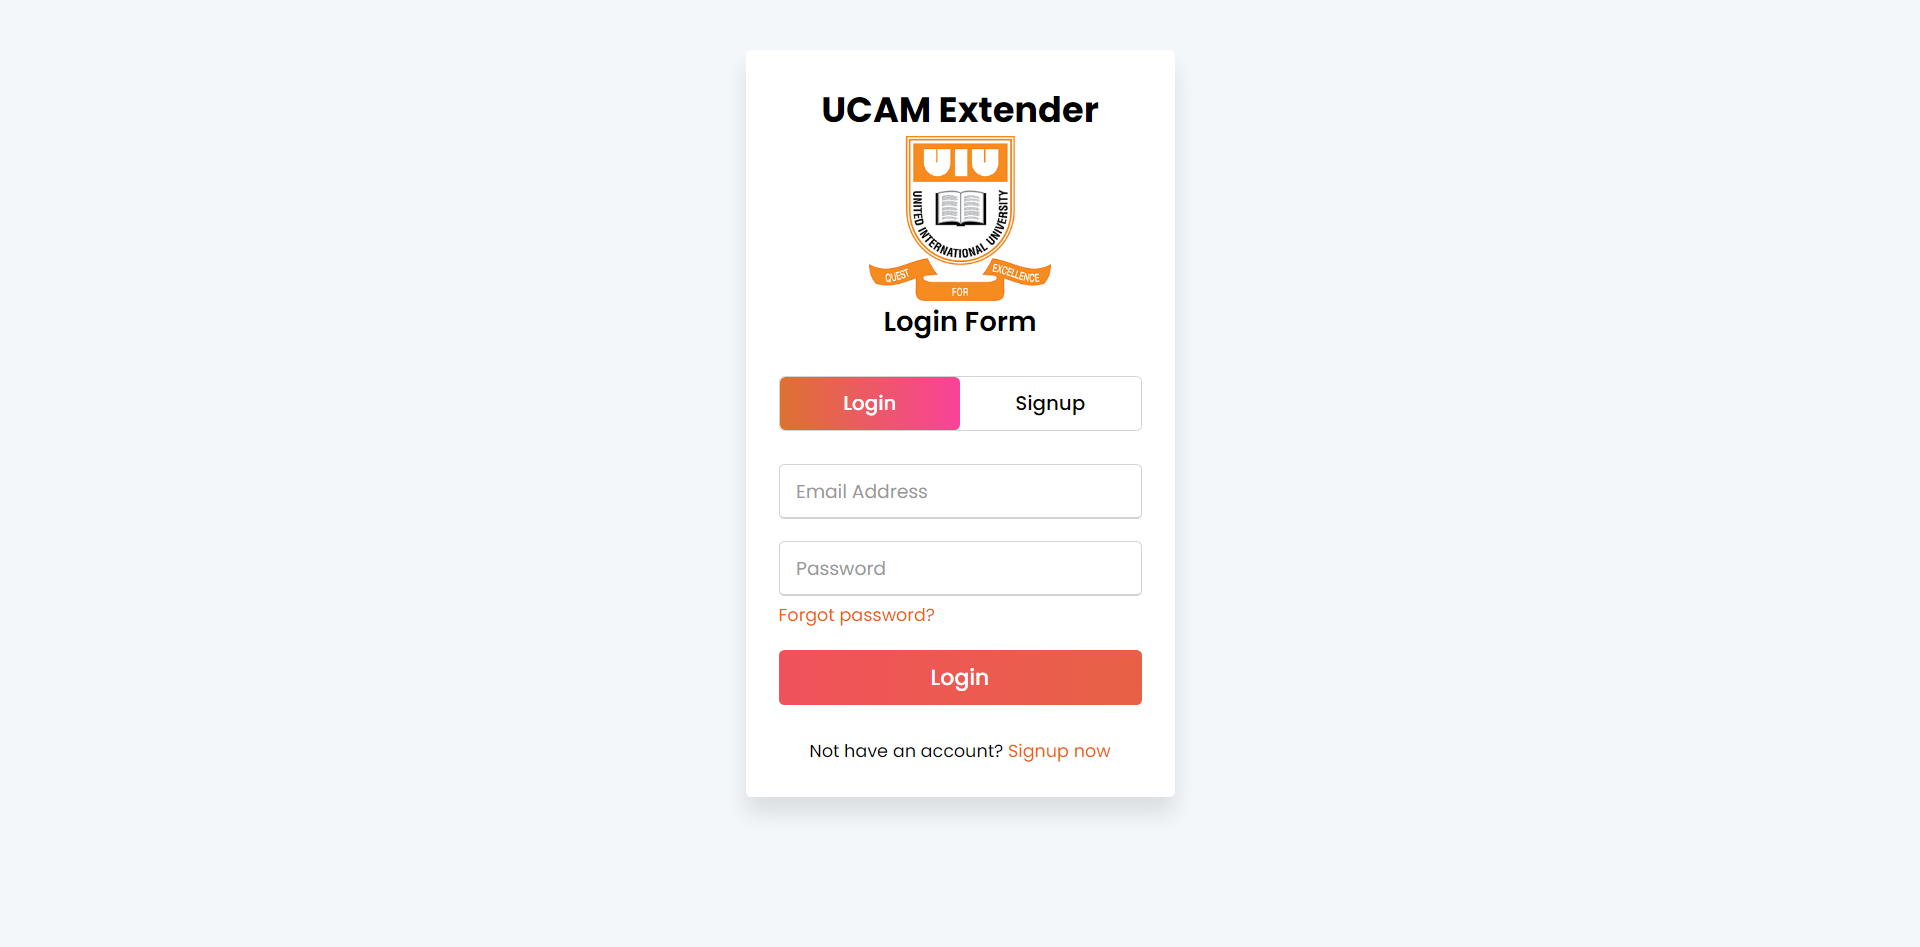 UCAM Extender
UIU
UNITED INTERNATIONAL UNIVERSITY
QUEST FOR EXCELLENCE
Login Form
Login Signup
Email Address
Password
Forgot password?
Login
Not have an account? Signup now